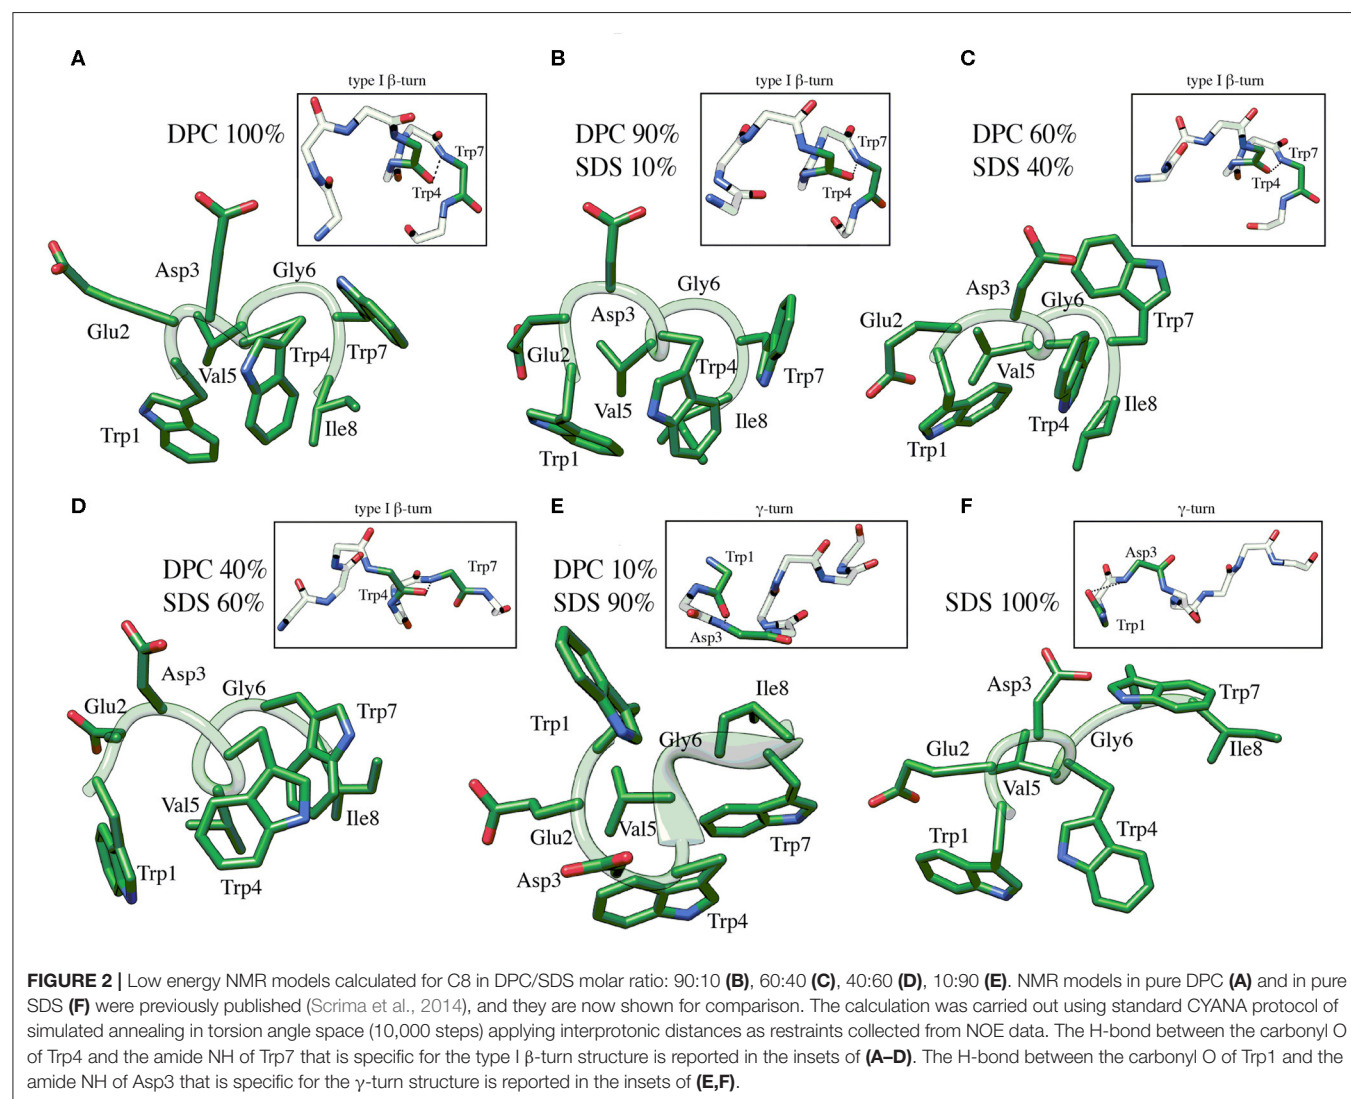 A
type I β-turn
DPC 100%
Trp7
Trp4
Asp3
Gly6
Glu2
Trp4
Trp7
Val5
Trp1
Ile8
B
type I β-turn
DPC 90%
SDS 10%
Trp7
Trp4
Gly6
Asp3
Glu2
Trp4
Trp7
Val5
Ile8
Trp1
C
type I β-turn
DPC 60%
SDS 40%
Trp7
Trp4
Asp3
Gly6
Glu2
Trp7
Val5
Ile8
Trp4
Trp1
D
type I β-turn
DPC 40%
SDS 60%
Trp7
Trp4
Asp3
Gly6
Glu2
Trp7
Val5
Ile8
Trp1
Trp4
E
γ-turn
DPC 10%
SDS 90%
Trp1
Asp3
Ile8
Trp1
Gly6
Glu2
Val5
Trp7
Asp3
Trp4
F
γ-turn
SDS 100%
Asp3
Trp1
Asp3
Trp7
Gly6
Ile8
Glu2
Val5
Trp1
Trp4
FIGURE 2 | Low energy NMR models calculated for C8 in DPC/SDS molar ratio: 90:10 (B), 60:40 (C), 40:60 (D), 10:90 (E). NMR models in pure DPC (A) and in pure
SDS (F) were previously published (Scrima et al., 2014), and they are now shown for comparison. The calculation was carried out using standard CYANA protocol of
simulated annealing in torsion angle space (10,000 steps) applying interprotonic distances as restraints collected from NOE data. The H-bond between the carbonyl O
of Trp4 and the amide NH of Trp7 that is specific for the type I β-turn structure is reported in the insets of (A–D). The H-bond between the carbonyl O of Trp1 and the
amide NH of Asp3 that is specific for the γ-turn structure is reported in the insets of (E,F).